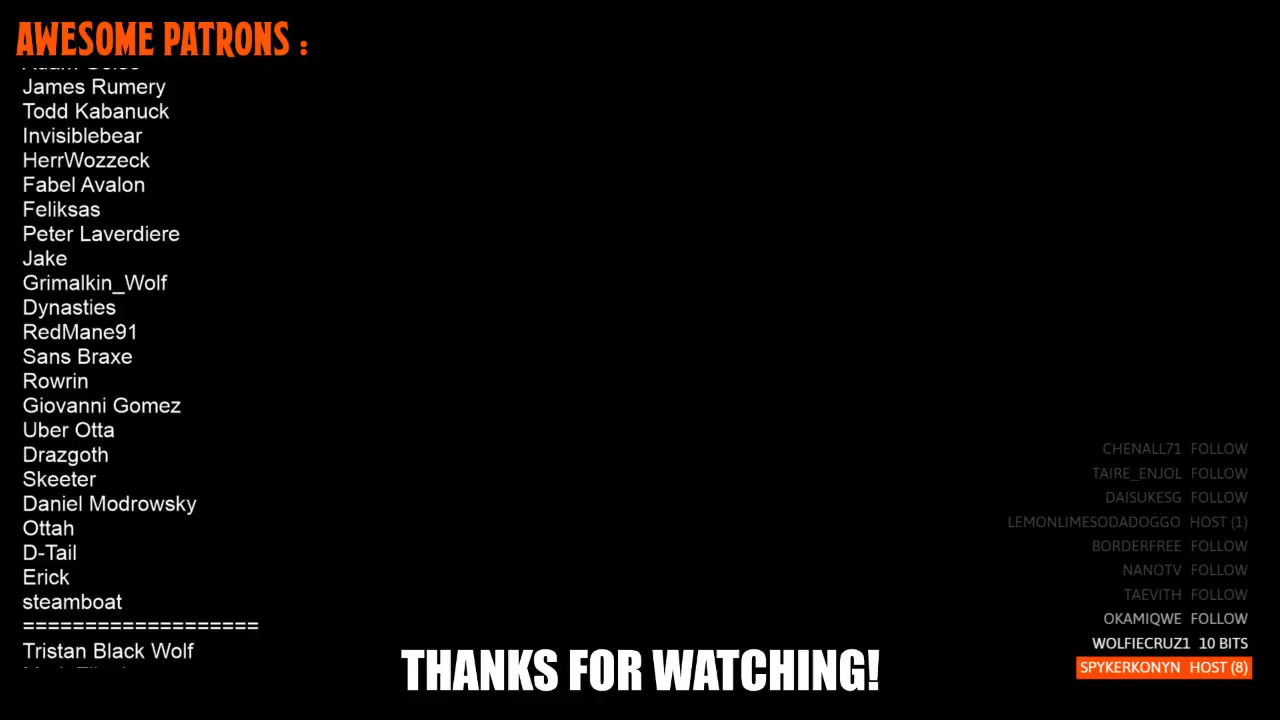 AWESOME PATRONS :
James Rumery
Todd Kabanuck
Invisiblebear
HerrWozzeck
Fabel Avalon
Feliksas
Peter Laverdiere
Jake
Grimalkin_Wolf
Dynasties
RedMane91
Sans Braxe
Rowrin
Giovanni Gomez
Uber Otta
Drazgoth
Skeeter
Daniel Modrowsky
Ottah
D-Tail
Erick
steamboat
===================
Tristan Black Wolf
CHENALL71 FOLLOW
TAIRE_ENJOL FOLLOW
DAISUKESG FOLLOW
LEMONLIMESODADOGGO HOST (1)
BORDERFREE FOLLOW
NANOTV FOLLOW
TAEVITH FOLLOW
OKAMIQWE FOLLOW
WOLFIECRUZ1 10 BITS
SPYKERKONYN HOST (8)
THANKS FOR WATCHING!